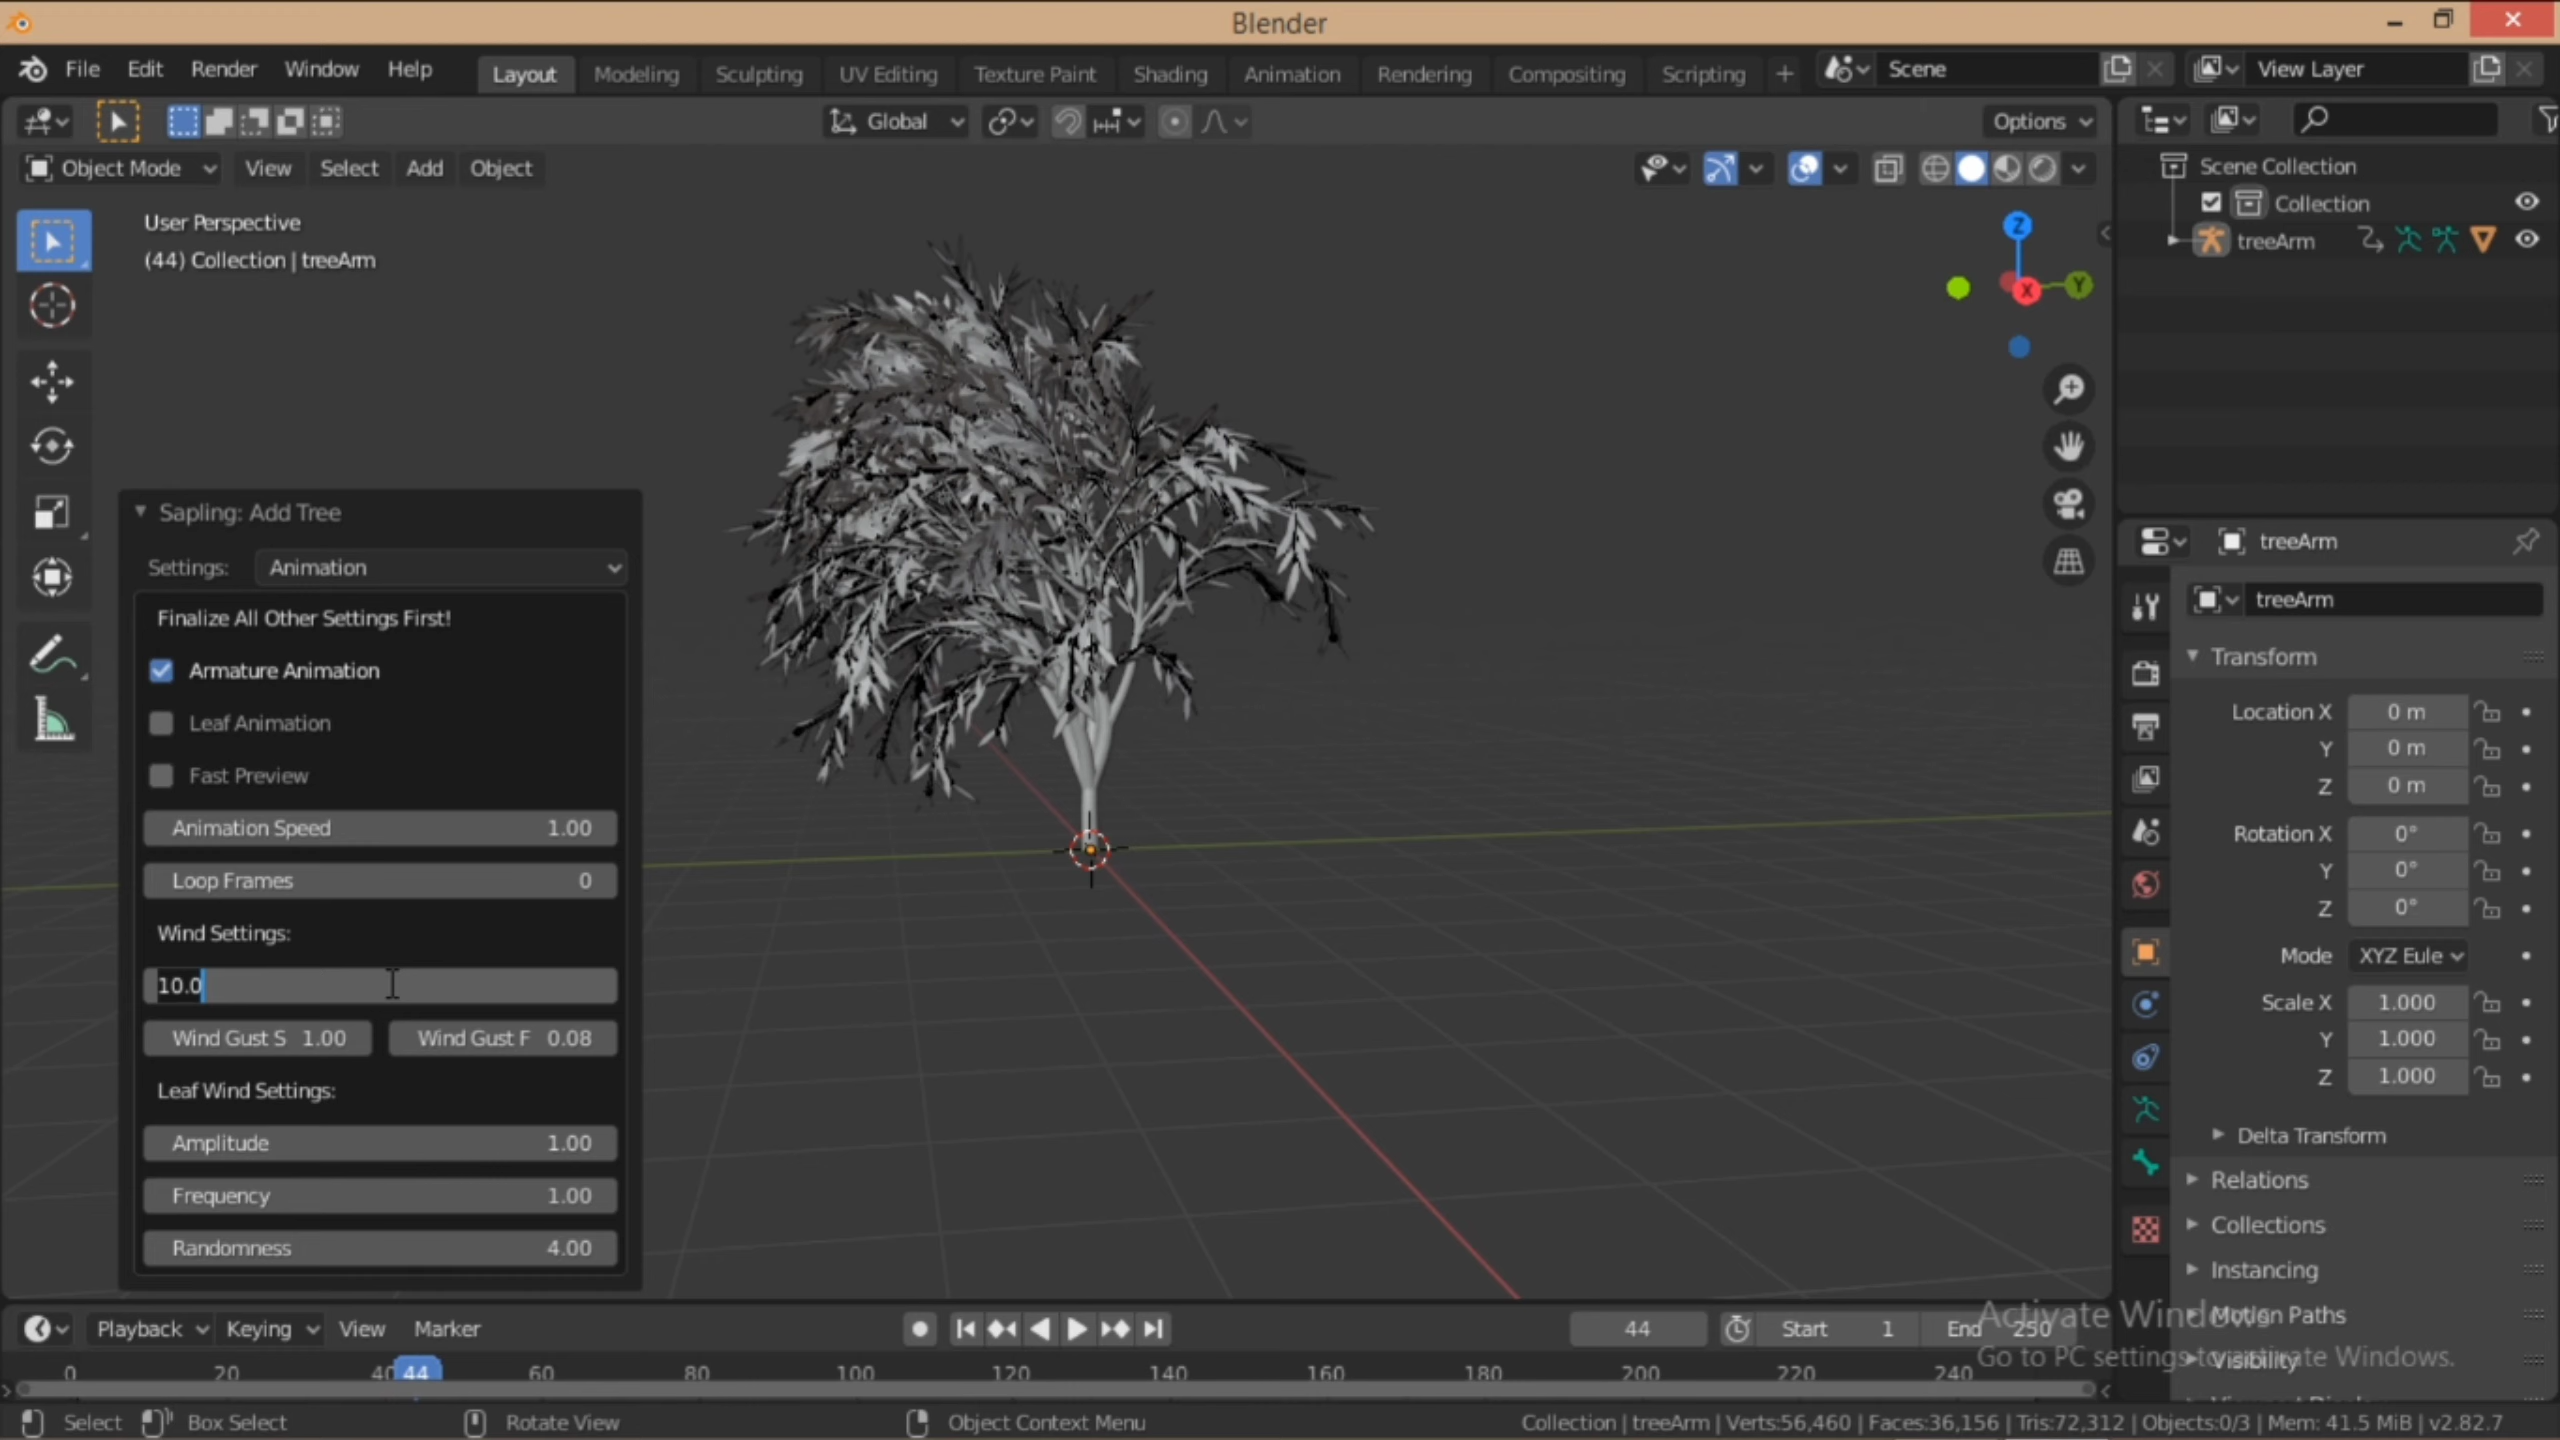 Blender
File Edit Render Window Help Layout Modeling Sculpting UV Editing Texture Paint Shading Animation Rendering Compositing Scripting + Scene View Layer
Global Options
Object Mode View Select Add Object
User Perspective
(44) Collection | treeArm
Z
X
Y
Scene Collection
Collection
treeArm
Sapling: Add Tree
Settings: Animation
Finalize All Other Settings First!
Armature Animation
Leaf Animation
Fast Preview
Animation Speed 1.00
Loop Frames 0
Wind Settings:
10.0
Wind Gust S 1.00 Wind Gust F 0.08
Leaf Wind Settings:
Amplitude 1.00
Frequency 1.00
Randomness 4.00
treeArm
treeArm
Transform
Location X 0 m
Y 0 m
Z 0 m
Rotation X 0°
Y 0°
Z 0°
Mode XYZ Eule
Scale X 1.000
Y 1.000
Z 1.000
Delta Transform
Relations
Collections
Instancing
Motion Paths
Visibility
Activate Windows
Go to PC settings to activate Windows.
Playback Keying View Marker 44 Start 1 End 250
0 20 40 44 60 80 100 120 140 160 180 200 220 240
Select Box Select Rotate View Object Context Menu Collection | treeArm | Verts:56,460 | Faces:36,156 | Tris:72,312 | Objects:0/3 | Mem: 41.5 MiB | v2.82.7